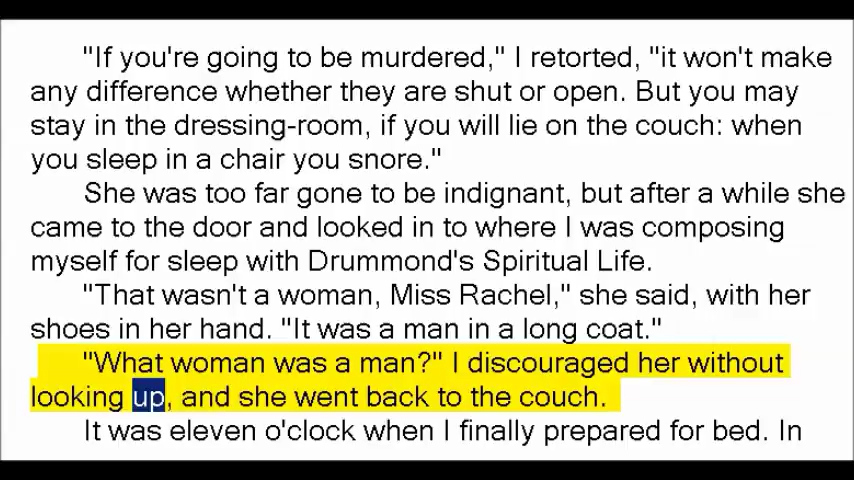 "If you're going to be murdered," I retorted, "it won't make
any difference whether they are shut or open. But you may
stay in the dressing-room, if you will lie on the couch: when
you sleep in a chair you snore."
She was too far gone to be indignant, but after a while she
came to the door and looked in to where I was composing
myself for sleep with Drummond's Spiritual Life.
"That wasn't a woman, Miss Rachel," she said, with her
shoes in her hand. "It was a man in a long coat."
"What woman was a man?" I discouraged her without
looking up, and she went back to the couch.
It was eleven o'clock when I finally prepared for bed. In